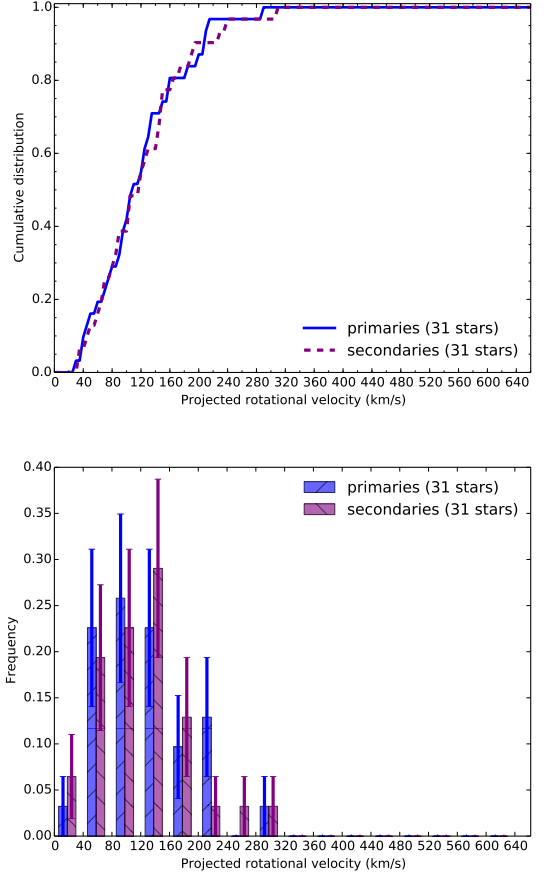 1.0
0.8
0.6
0.4
0.2
0.0
Cumulative distribution
primaries (31 stars)
secondaries (31 stars)
0 40 80 120 160 200 240 280 320 360 400 440 480 520 560 600 640
Projected rotational velocity (km/s)
0.40
0.35
0.30
0.25
0.20
0.15
0.10
0.05
0.00
Frequency
primaries (31 stars)
secondaries (31 stars)
0 40 80 120 160 200 240 280 320 360 400 440 480 520 560 600 640
Projected rotational velocity (km/s)